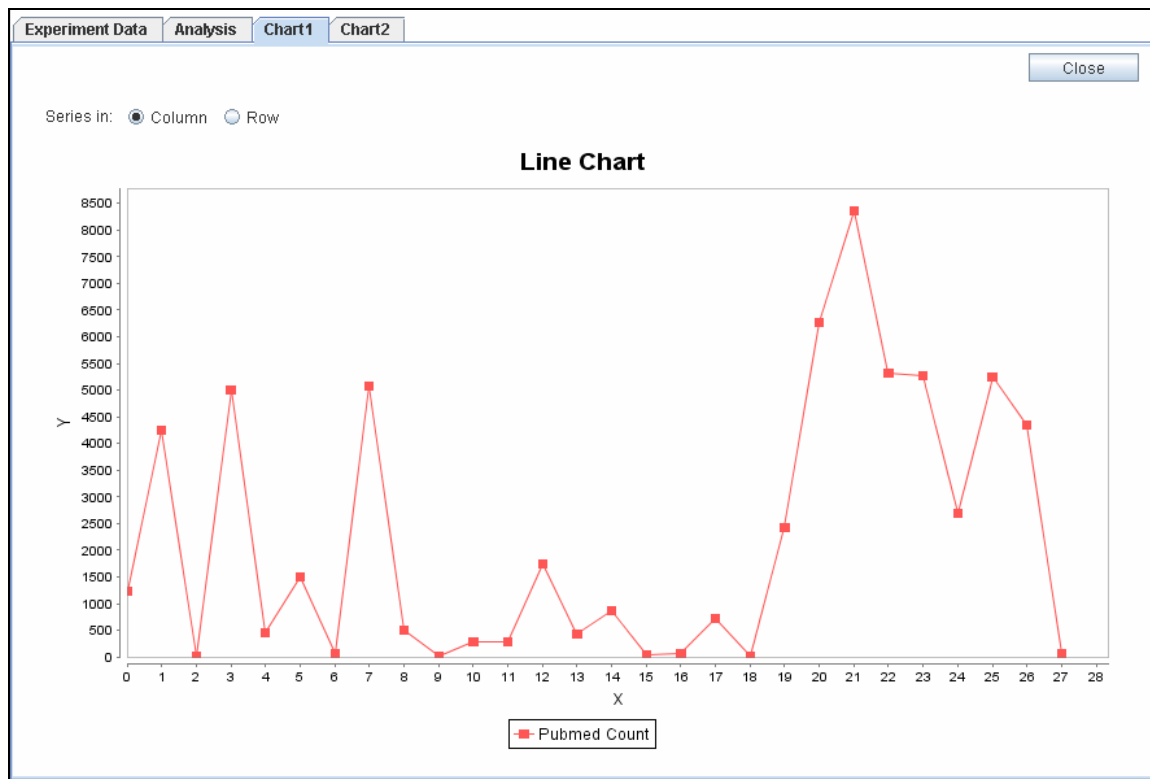 Experiment Data Analysis Chart1 Chart2
Close
Series in: Column Row
Line Chart
8500
8000
7500
7000
6500
6000
5500
5000
4500
4000
3500
3000
2500
2000
1500
1000
500
0
Y
0 1 2 3 4 5 6 7 8 9 10 11 12 13 14 15 16 17 18 19 20 21 22 23 24 25 26 27 28
X
Pubmed Count